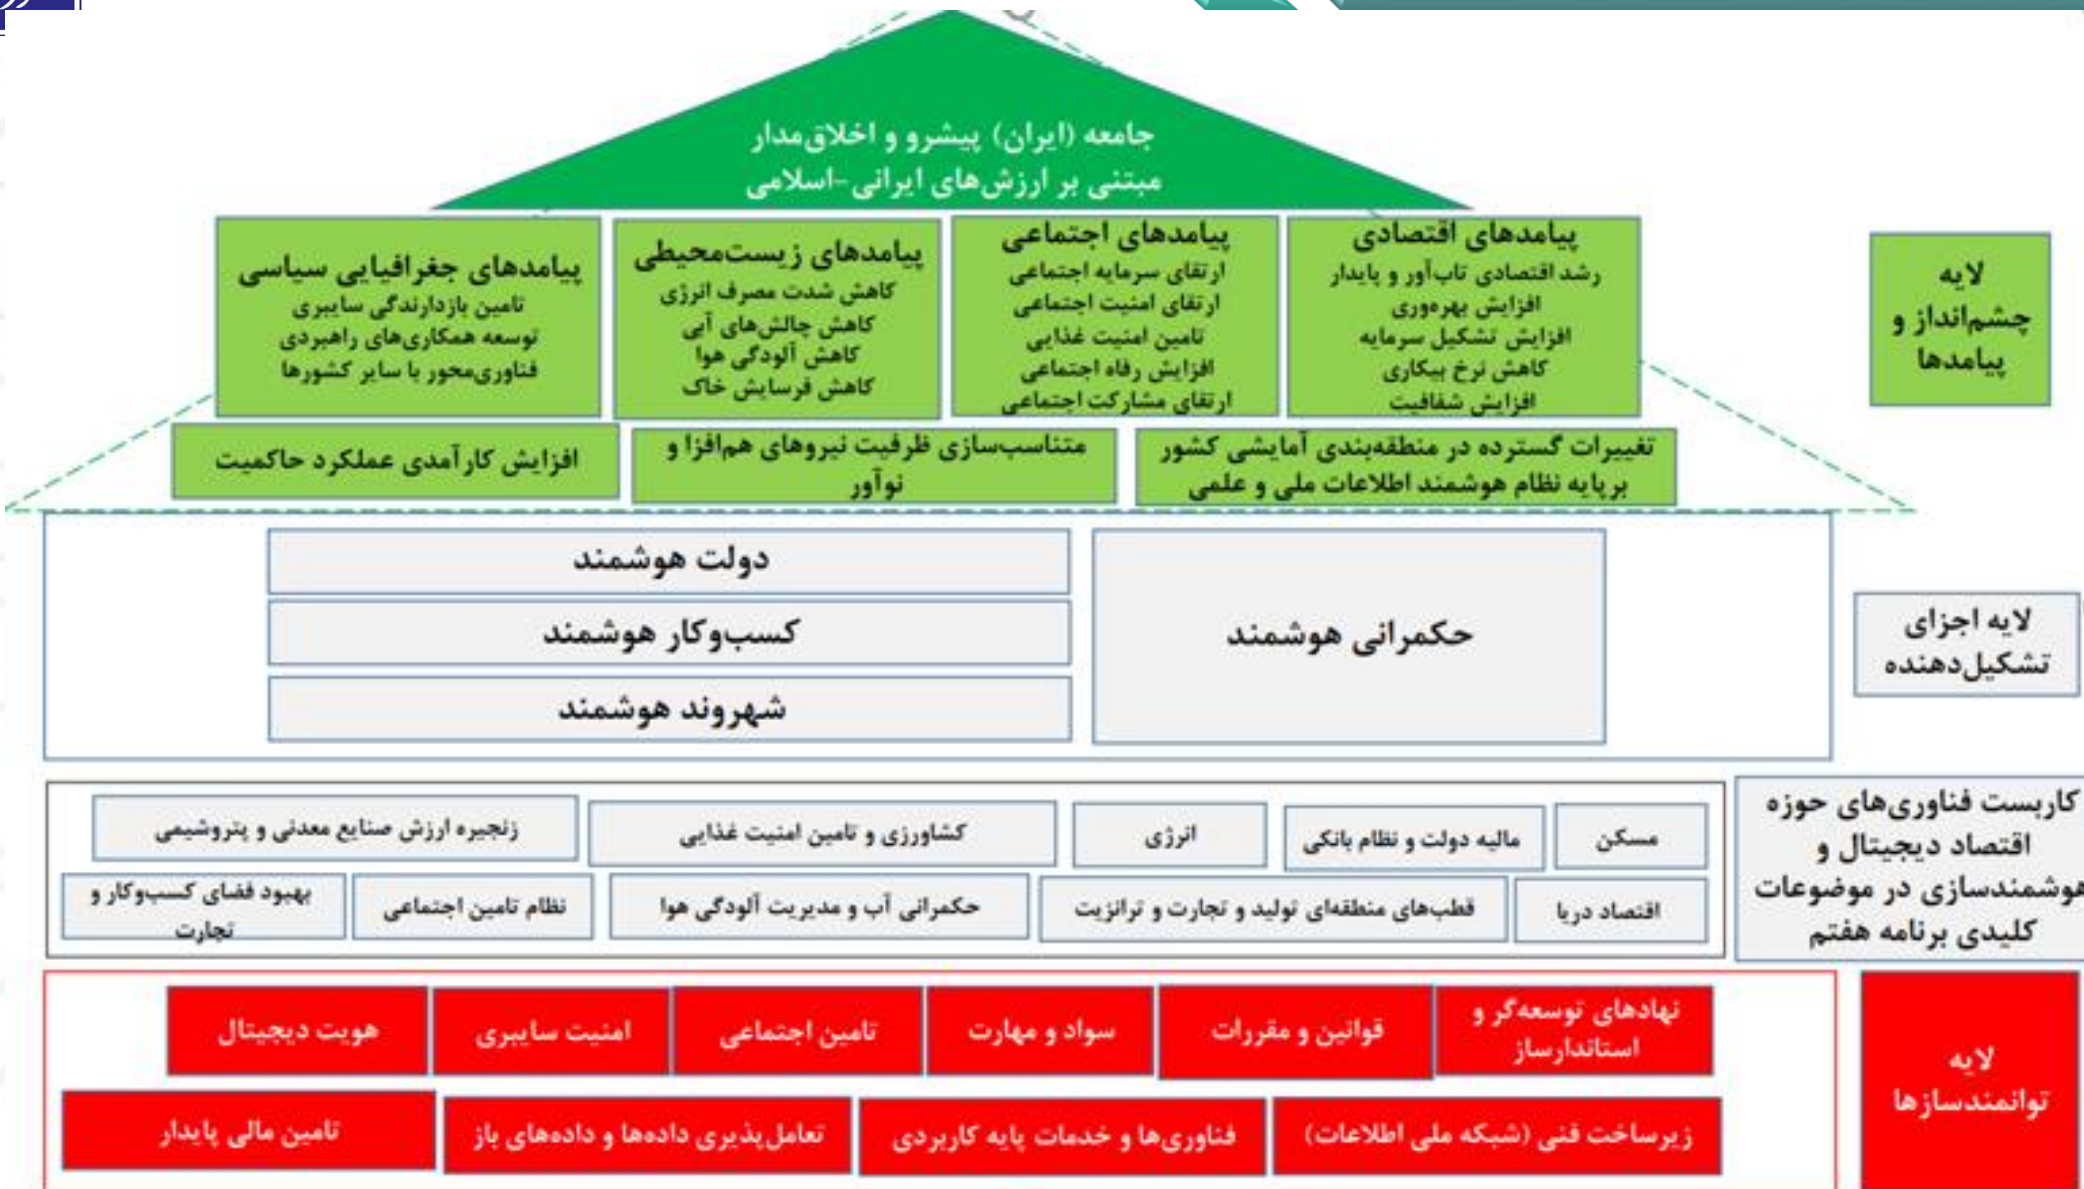 جامعه (ایران) پیشرو و اخلاق‌مدار
مبتنی بر ارزش‌های ایرانی-اسلامی
لایه
چشم‌انداز و
پیامدها
پیامدهای اقتصادی
رشد اقتصادی تاب‌آور و پایدار
افزایش بهره‌وری
افزایش تشکیل سرمایه
کاهش نرخ بیکاری
افزایش شفافیت
پیامدهای اجتماعی
ارتقای سرمایه اجتماعی
ارتقای امنیت اجتماعی
تامین امنیت غذایی
افزایش رفاه اجتماعی
ارتقای مشارکت اجتماعی
پیامدهای زیست‌محیطی
کاهش شدت مصرف انرژی
کاهش چالش‌های آبی
کاهش آلودگی هوا
کاهش فرسایش خاک
پیامدهای جغرافیایی سیاسی
تامین بازدارندگی سایبری
توسعه همکاری‌های راهبردی
فناوری‌محور با سایر کشورها
تغییرات گسترده در منطقه‌بندی آمایشی کشور
برپایه نظام هوشمند اطلاعات ملی و علمی
متناسب‌سازی ظرفیت نیروهای هم‌افزا و
نوآور
افزایش کارآمدی عملکرد حاکمیت
لایه اجزای
تشکیل‌دهنده
حکمرانی هوشمند
دولت هوشمند
کسب‌وکار هوشمند
شهروند هوشمند
کاربست فناوری‌های حوزه
اقتصاد دیجیتال و
هوشمندسازی در موضوعات
کلیدی برنامه هفتم
مسکن
مالیه دولت و نظام بانکی
انرژی
کشاورزی و تامین امنیت غذایی
زنجیره ارزش صنایع معدنی و پتروشیمی
اقتصاد دریا
قطب‌های منطقه‌ای تولید و تجارت و ترانزیت
حکمرانی آب و مدیریت آلودگی هوا
نظام تامین اجتماعی
بهبود فضای کسب‌وکار و
تجارت
لایه
توانمندسازها
نهادهای توسعه‌گر و
استاندارساز
قوانین و مقررات
سواد و مهارت
تامین اجتماعی
امنیت سایبری
هویت دیجیتال
زیرساخت فنی (شبکه ملی اطلاعات)
فناوری‌ها و خدمات پایه کاربردی
تعامل‌پذیری داده‌ها و داده‌های باز
تامین مالی پایدار